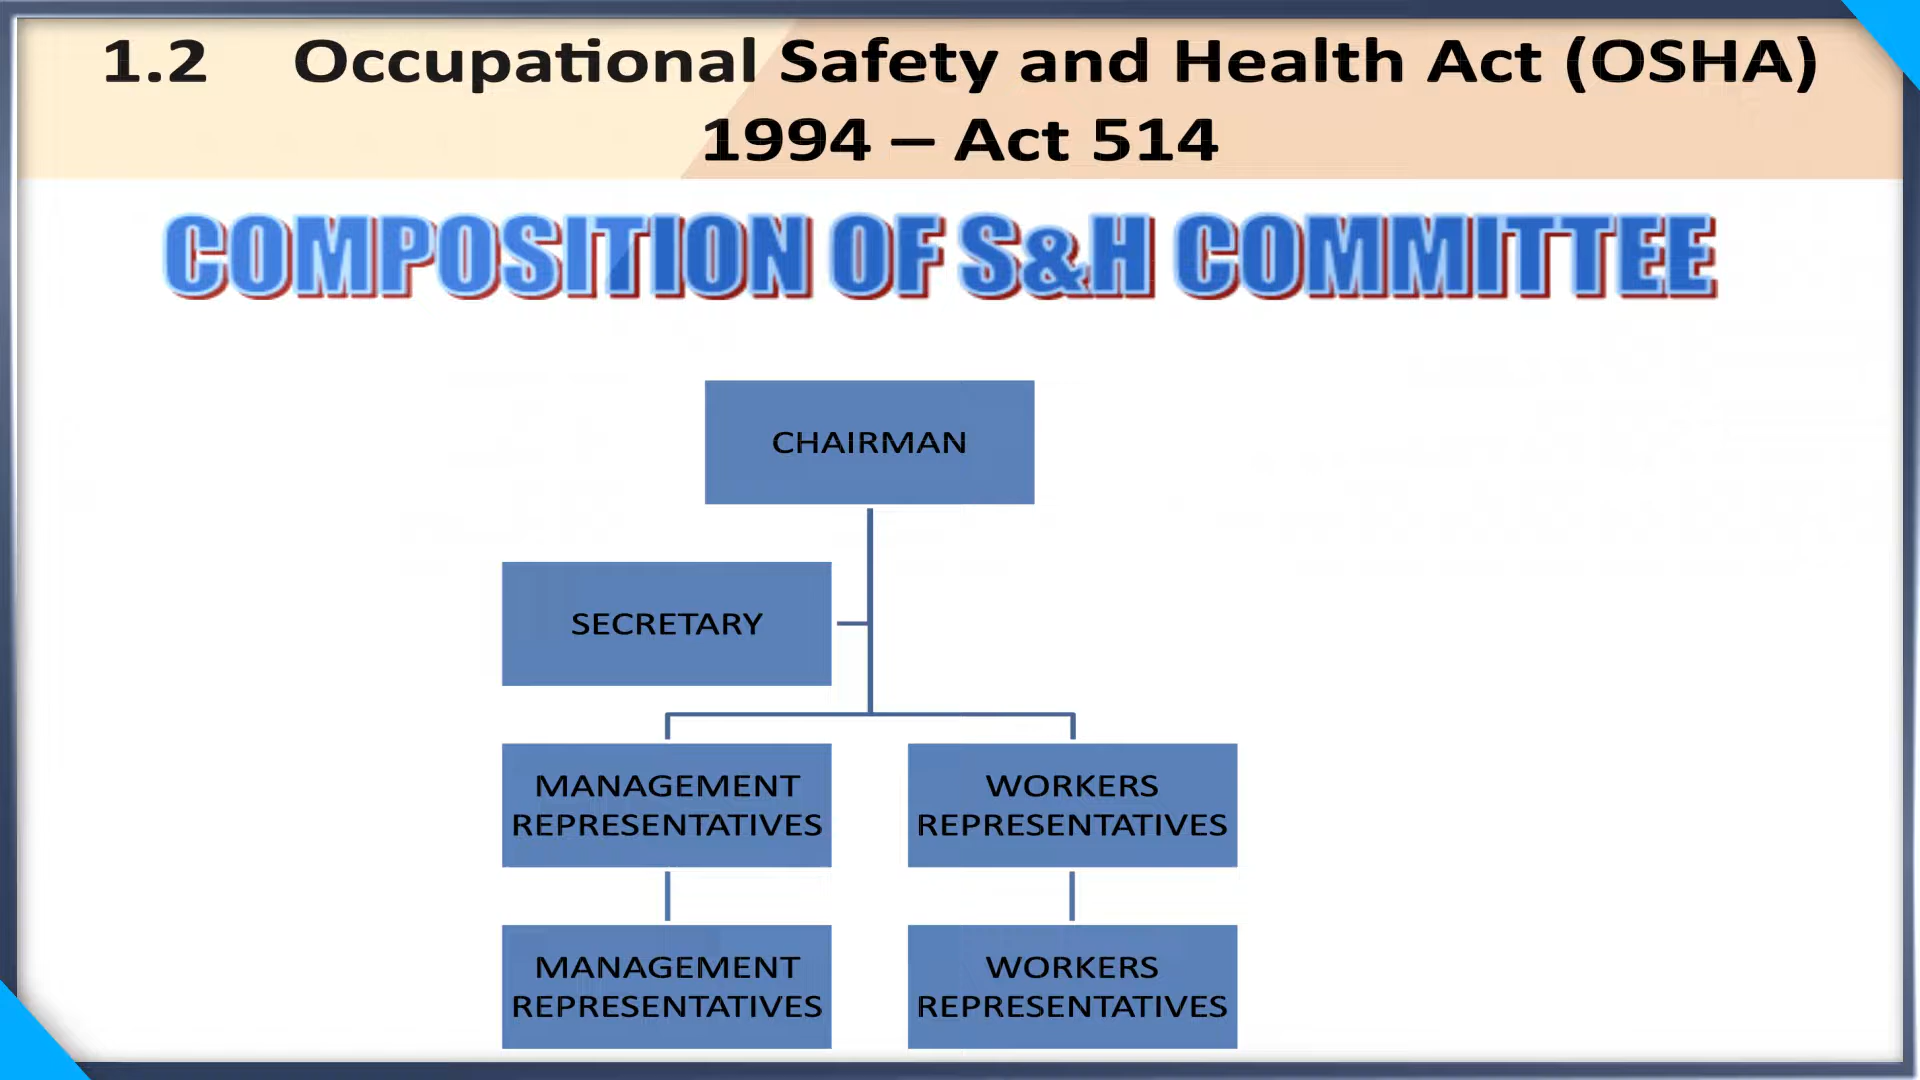 1.2 Occupational Safety and Health Act (OSHA)
1994 – Act 514
COMPOSITION OF S&H COMMITTEE
CHAIRMAN
SECRETARY
MANAGEMENT
REPRESENTATIVES
WORKERS
REPRESENTATIVES
MANAGEMENT
REPRESENTATIVES
WORKERS
REPRESENTATIVES